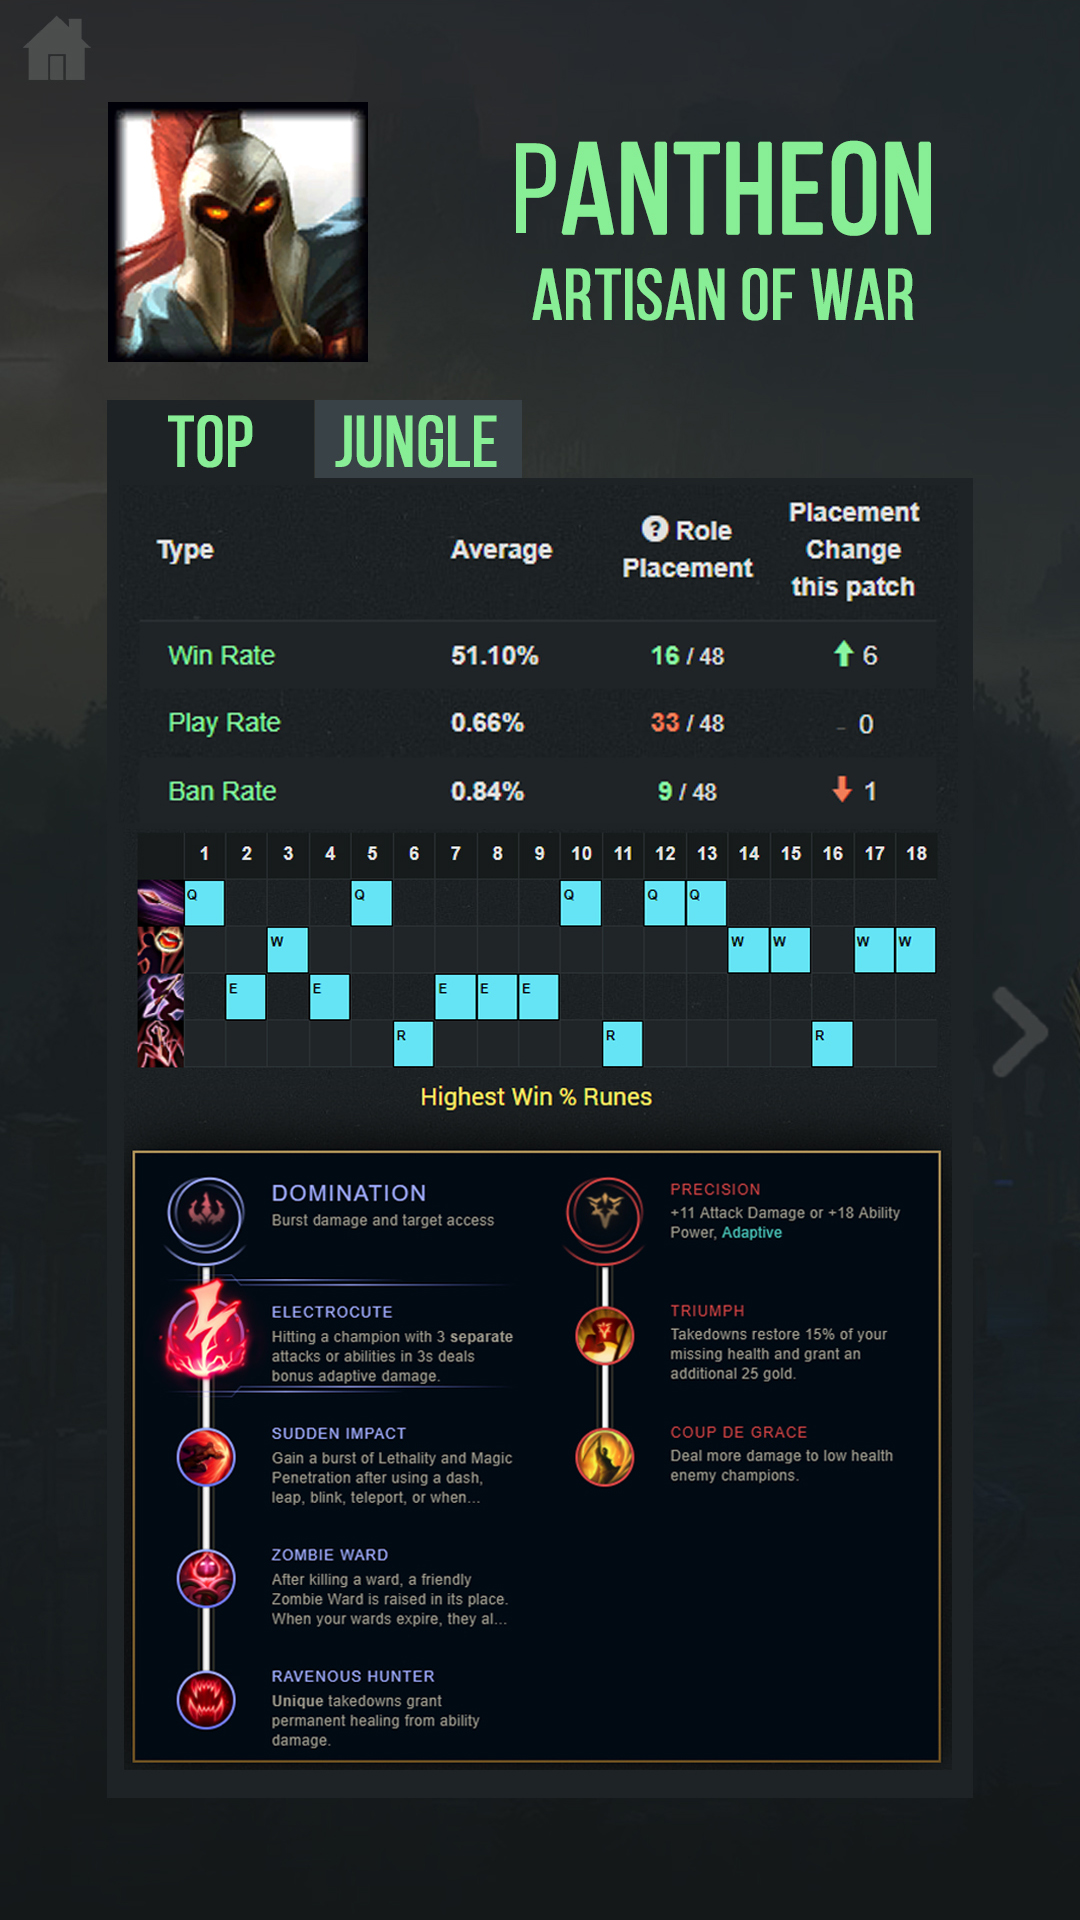 PANTHEON
ARTISAN OF WAR
TOP JUNGLE
Type Average ? Role Placement Placement Change this patch
Win Rate 51.10% 16 / 48 6
Play Rate 0.66% 33 / 48 - 0
Ban Rate 0.84% 9 / 48 1
1 2 3 4 5 6 7 8 9 10 11 12 13 14 15 16 17 18
Q Q Q Q Q
W W W W W
E E E E E
R R R
Highest Win % Runes
DOMINATION
Burst damage and target access
ELECTROCUTE
Hitting a champion with 3 separate
attacks or abilities in 3s deals
bonus adaptive damage.
SUDDEN IMPACT
Gain a burst of Lethality and Magic
Penetration after using a dash,
leap, blink, teleport, or when...
ZOMBIE WARD
After killing a ward, a friendly
Zombie Ward is raised in its place.
When your wards expire, they al...
RAVENOUS HUNTER
Unique takedowns grant
permanent healing from ability
damage.
PRECISION
+11 Attack Damage or +18 Ability
Power, Adaptive
TRIUMPH
Takedowns restore 15% of your
missing health and grant an
additional 25 gold.
COUP DE GRACE
Deal more damage to low health
enemy champions.